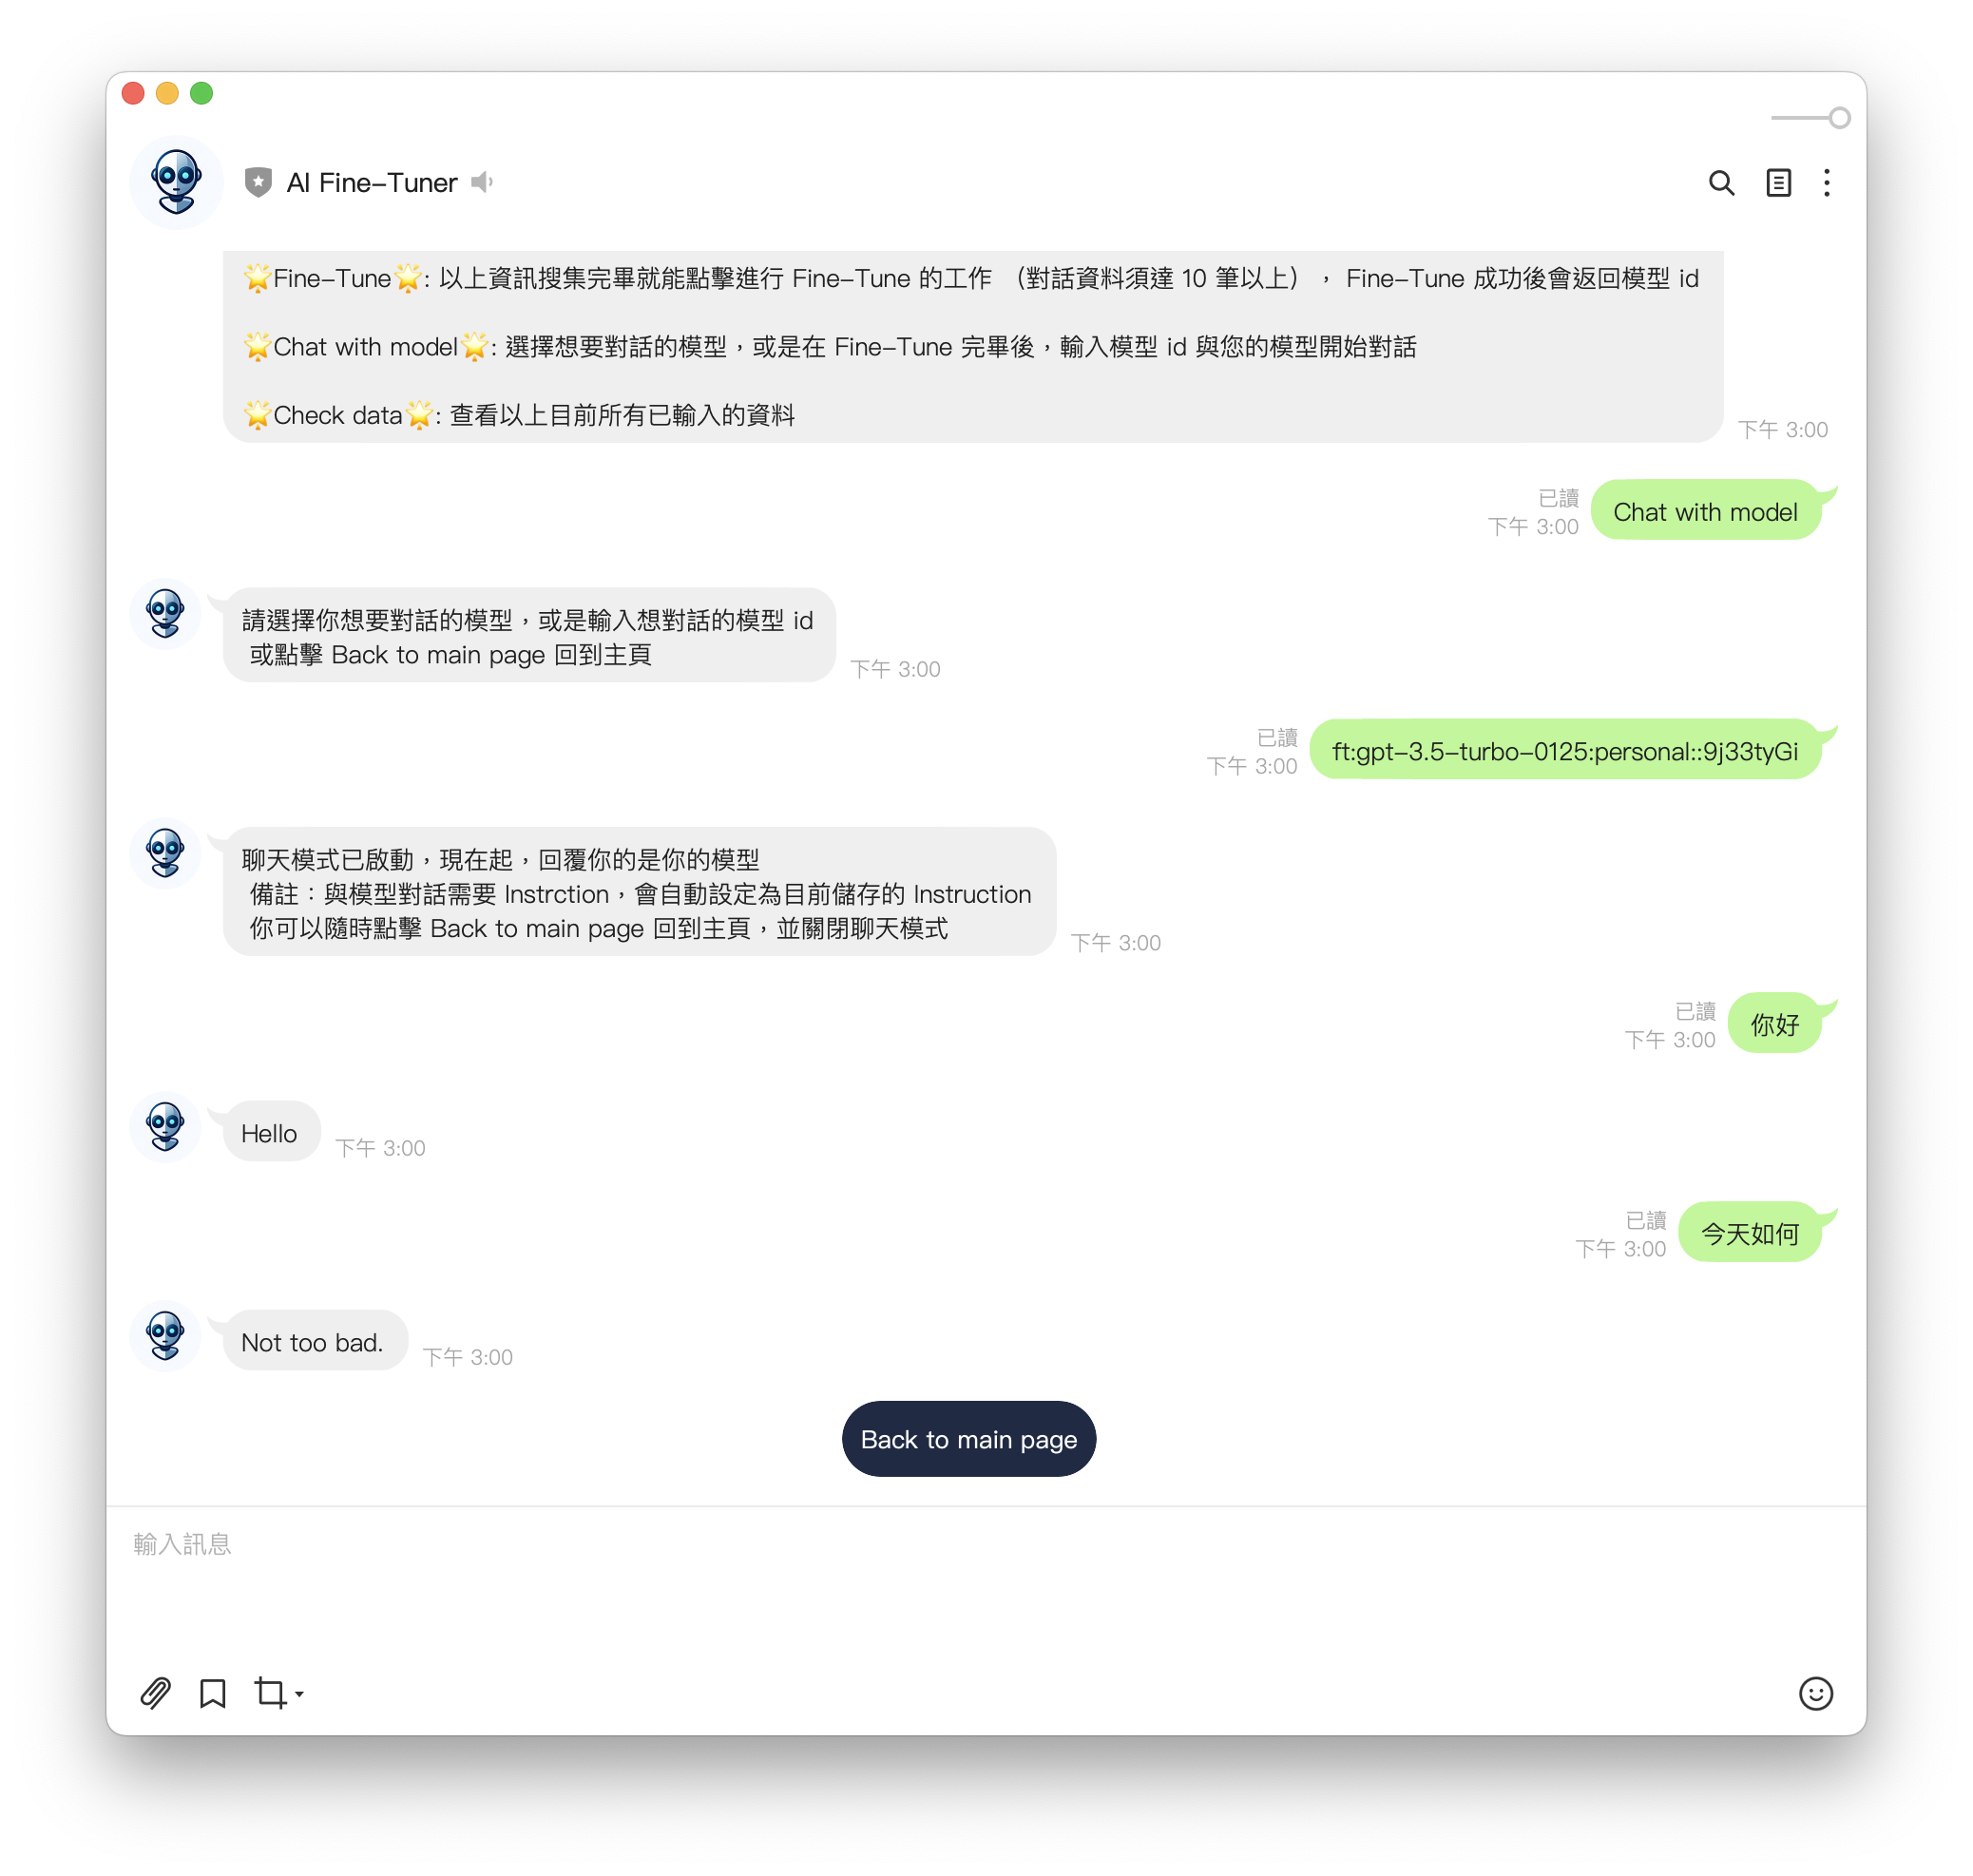 AI Fine-Tuner
🌟Fine-Tune🌟: 以上資訊搜集完畢就能點擊進行 Fine-Tune 的工作 （對話資料須達 10 筆以上），Fine-Tune 成功後會返回模型 id
🌟Chat with model🌟: 選擇想要對話的模型，或是在 Fine-Tune 完畢後，輸入模型 id 與您的模型開始對話
🌟Check data🌟: 查看以上目前所有已輸入的資料
下午 3:00
已讀
下午 3:00
Chat with model
請選擇你想要對話的模型，或是輸入想對話的模型 id
或點擊 Back to main page 回到主頁
下午 3:00
已讀
下午 3:00
ft:gpt-3.5-turbo-0125:personal::9j33tyGi
聊天模式已啟動，現在起，回覆你的是你的模型
備註：與模型對話需要 Instrction，會自動設定為目前儲存的 Instruction
你可以隨時點擊 Back to main page 回到主頁，並關閉聊天模式
下午 3:00
已讀
下午 3:00
你好
Hello
下午 3:00
已讀
下午 3:00
今天如何
Not too bad.
下午 3:00
Back to main page
輸入訊息